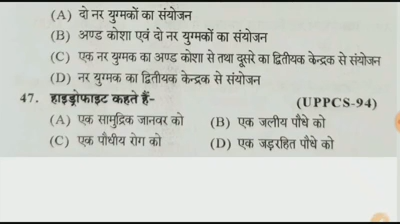 (A) दो नर युग्मकों का संयोजन
(B) अण्ड कोशा एवं दो नर युग्मकों का संयोजन
(C) एक नर युग्मक का अण्ड कोशा से तथा दूसरे का द्वितीयक केन्द्रक से संयोजन
(D) नर युग्मक का द्वितीयक केन्द्रक से संयोजन
47. हाइड्रोफाइट कहते हैं- (UPPCS-94)
(A) एक सामुद्रिक जानवर को (B) एक जलीय पौधे को
(C) एक पौधीय रोग को (D) एक जड़रहित पौधे को